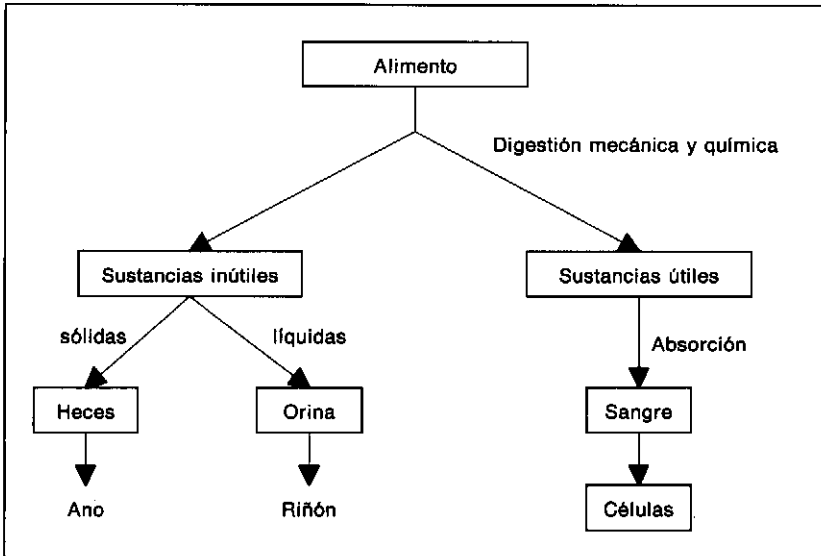 Alimento
Digestión mecánica y química
Sustancias inútiles
Sustancias útiles
sólidas
líquidas
Absorción
Heces
Orina
Sangre
Ano
Riñón
Células